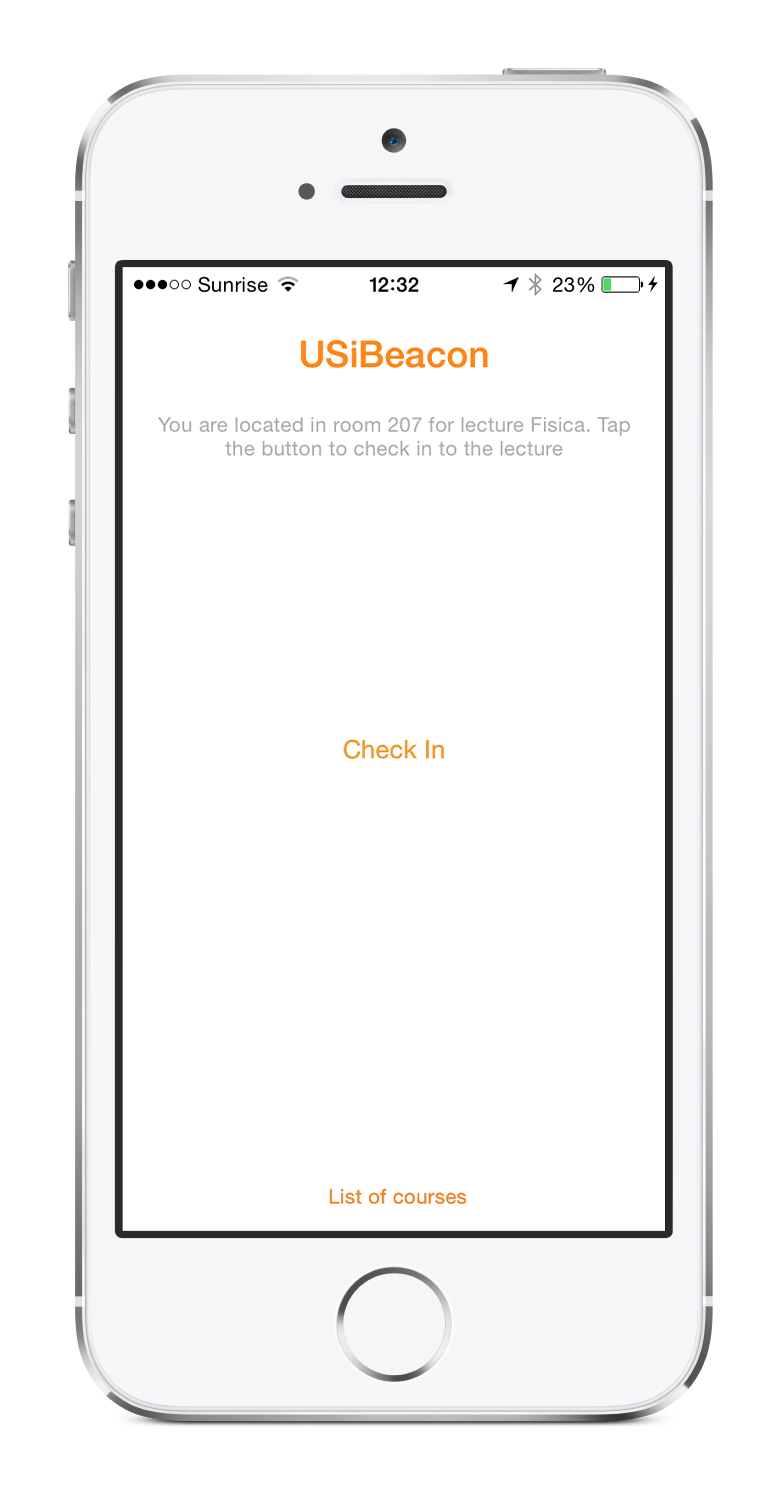 Sunrise 12:32 23%
USiBeacon
You are located in room 207 for lecture Fisica. Tap
the button to check in to the lecture
Check In
List of courses